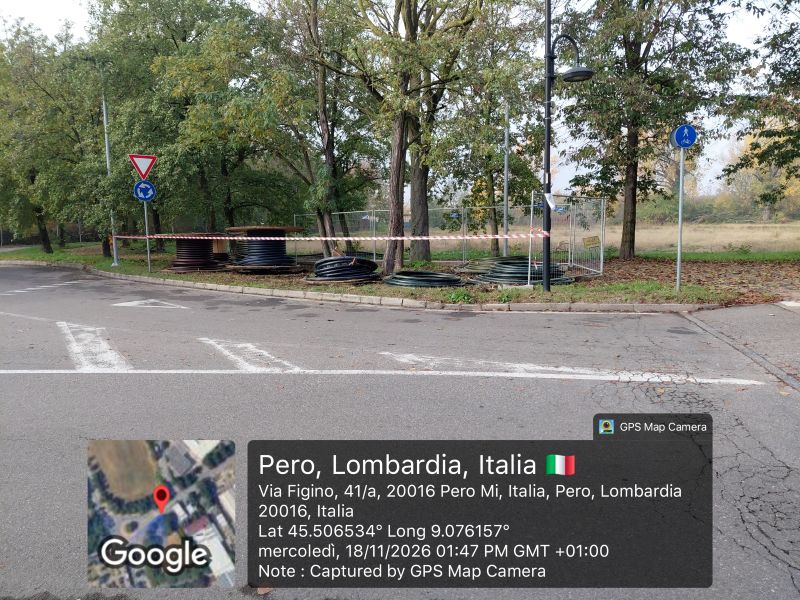 GPS Map Camera
Pero, Lombardia, Italia
Via Figino, 41/a, 20016 Pero Mi, Italia, Pero, Lombardia
20016, Italia
Lat 45.506534° Long 9.076157°
mercoledì, 18/11/2026 01:47 PM GMT +01:00
Note : Captured by GPS Map Camera
Google